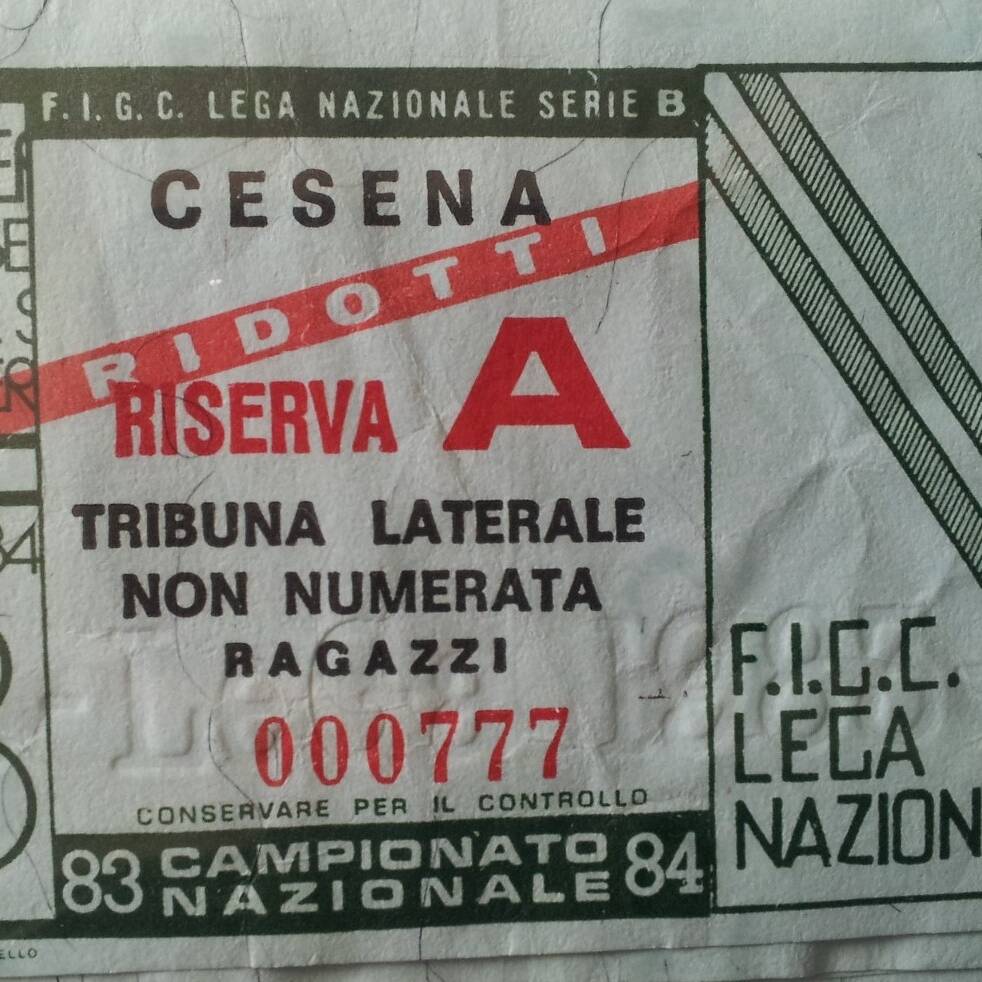 F.I.G.C. LEGA NAZIONALE SERIE B
CESENA
RIDOTTI
RISERVA A
TRIBUNA LATERALE
NON NUMERATA
RAGAZZI
000777
CONSERVARE PER IL CONTROLLO
83 CAMPIONATO NAZIONALE 84
F.I.G.C.
LEGA
NAZION
ELLO